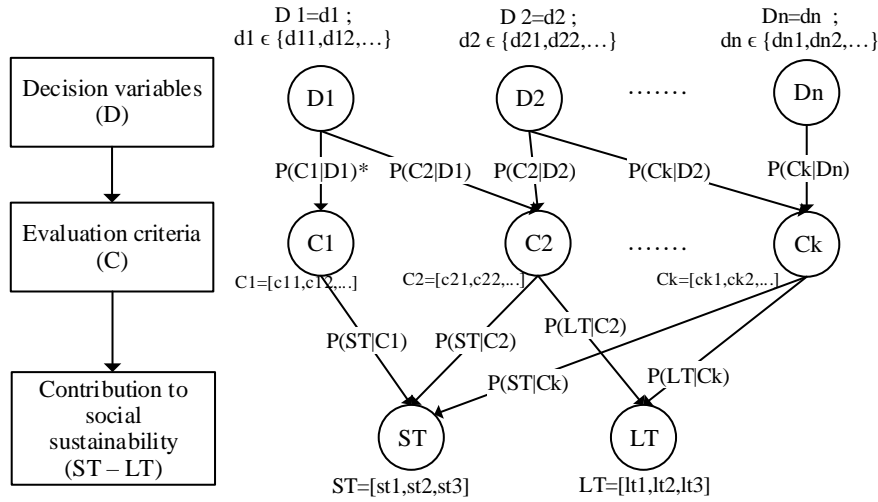 D 1=d1 ;
d1 ϵ {d11,d12,…}
D 2=d2 ;
d2 ϵ {d21,d22,…}
Dn=dn ;
dn ϵ {dn1,dn2,…}
Decision variables
(D)
D1
D2
.......
Dn
P(C1|D1)*
P(C2|D1)
P(C2|D2)
P(Ck|D2)
P(Ck|Dn)
Evaluation criteria
(C)
C1
C2
.......
Ck
C1=[c11,c12,...]
C2=[c21,c22,...]
Ck=[ck1,ck2,...]
P(ST|C1)
P(ST|C2)
P(LT|C2)
P(ST|Ck)
P(LT|Ck)
Contribution to
social
sustainability
(ST – LT)
ST
LT
ST=[st1,st2,st3]
LT=[lt1,lt2,lt3]